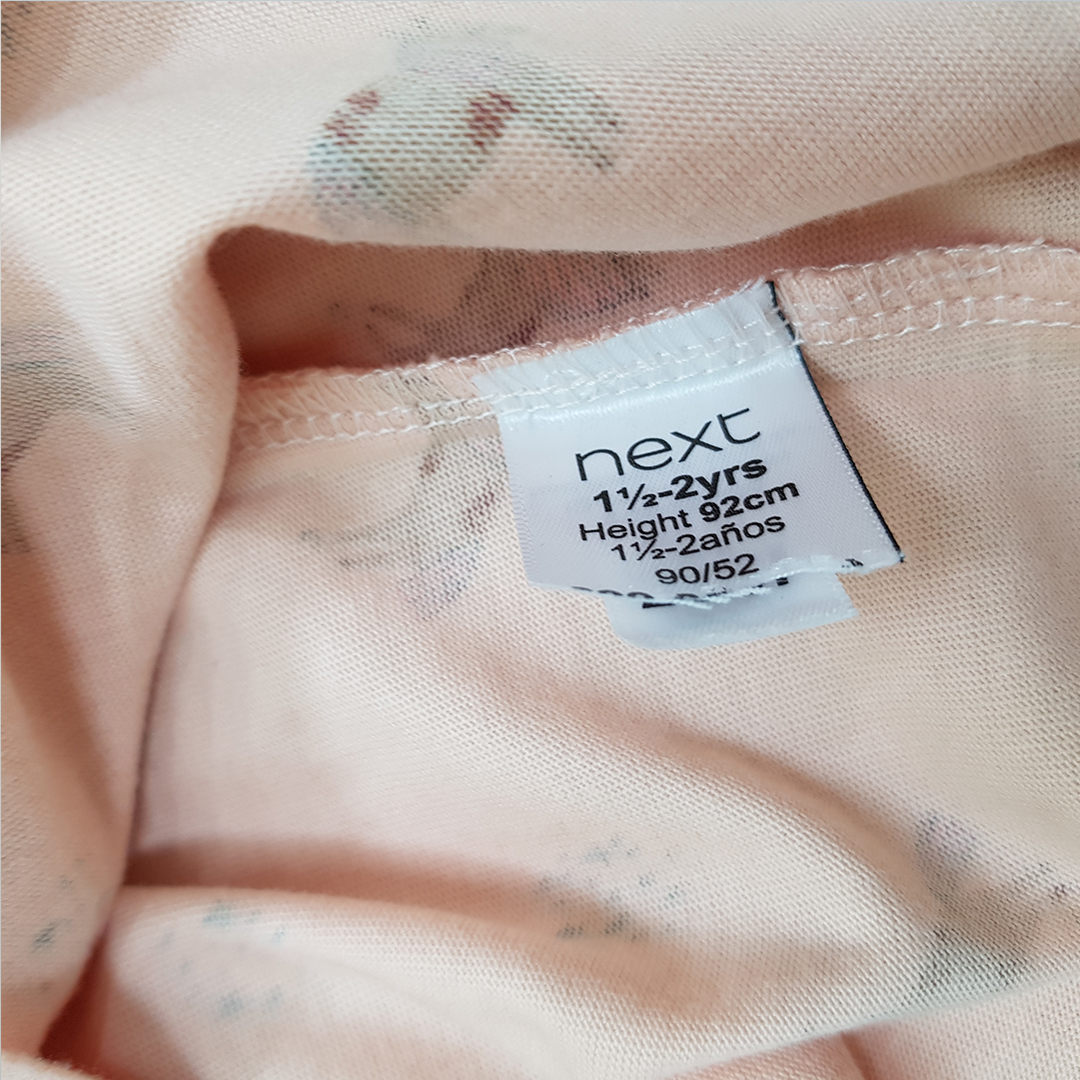 next
1½-2yrs
Height 92cm
1½-2años
90/52